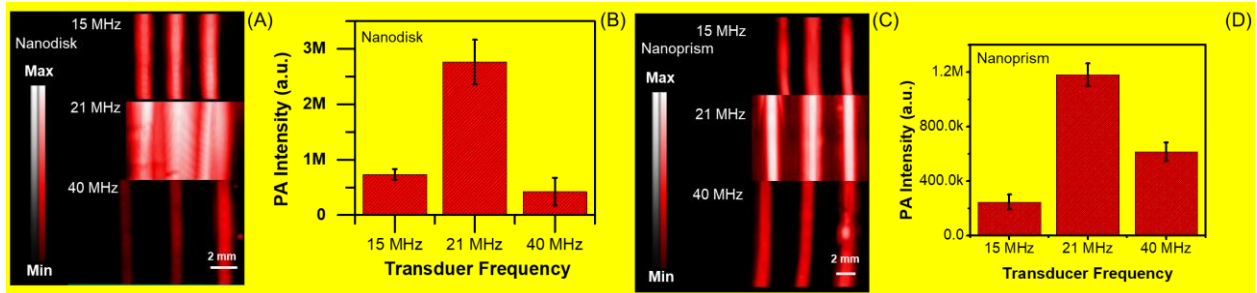 (A)
15 MHz
Nanodisk
Max
21 MHz
40 MHz
Min
2 mm
(B)
Nanodisk
PA Intensity (a.u.)
3M
2M
1M
0
15 MHz 21 MHz 40 MHz
Transduer Frequency
(C)
15 MHz
Nanoprism
Max
21 MHz
40 MHz
Min
2 mm
(D)
Nanoprism
PA Intensity (a.u.)
1.2M
800.0k
400.0k
0.0
15 MHz 21 MHz 40 MHz
Transducer Frequency